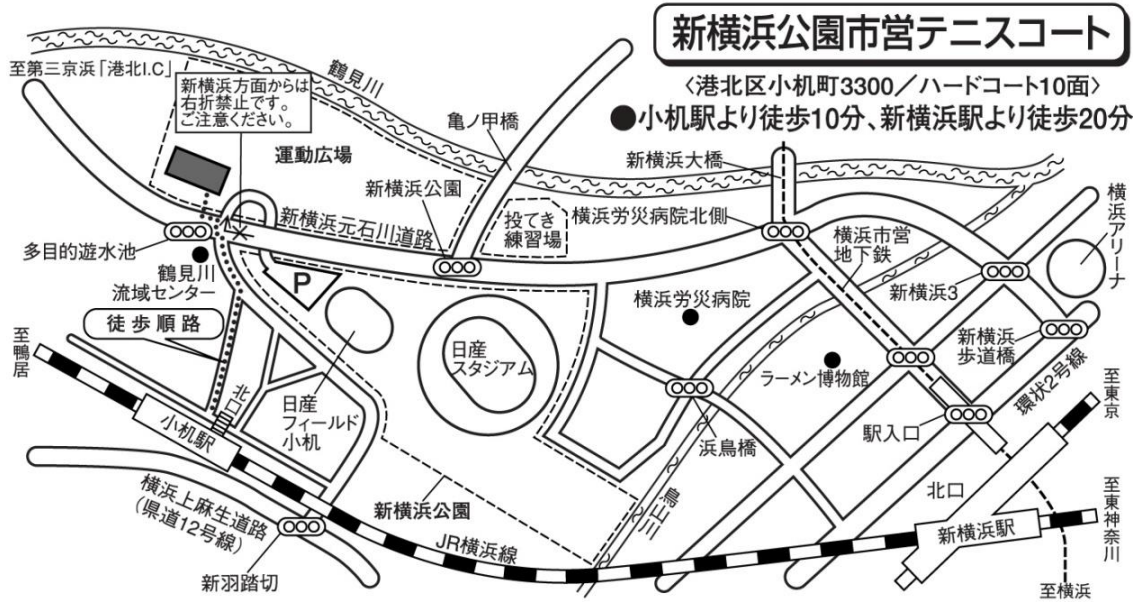 新横浜公園市営テニスコート
〈港北区小机町3300／ハードコート10面〉
●小机駅より徒歩10分、新横浜駅より徒歩20分
至第三京浜「港北I.C」
新横浜方面からは
右折禁止です。
ご注意ください。
鶴見川
亀ノ甲橋
運動広場
新横浜公園
新横浜元石川道路
投てき
練習場
新横浜大橋
横浜労災病院北側
横浜市営
地下鉄
横浜アリーナ
新横浜3
新横浜
歩道橋
環状2号線
多目的遊水池
鶴見川
流域センター
P
徒歩順路
至鴨居
北口
小机駅
日産
フィールド
小机
日産
スタジアム
横浜労災病院
ラーメン博物館
浜鳥橋
駅入口
至東京
北口
新横浜駅
至東神奈川
至横浜
鳥山川
新横浜公園
JR横浜線
横浜上麻生道路
（県道12号線）
新羽踏切